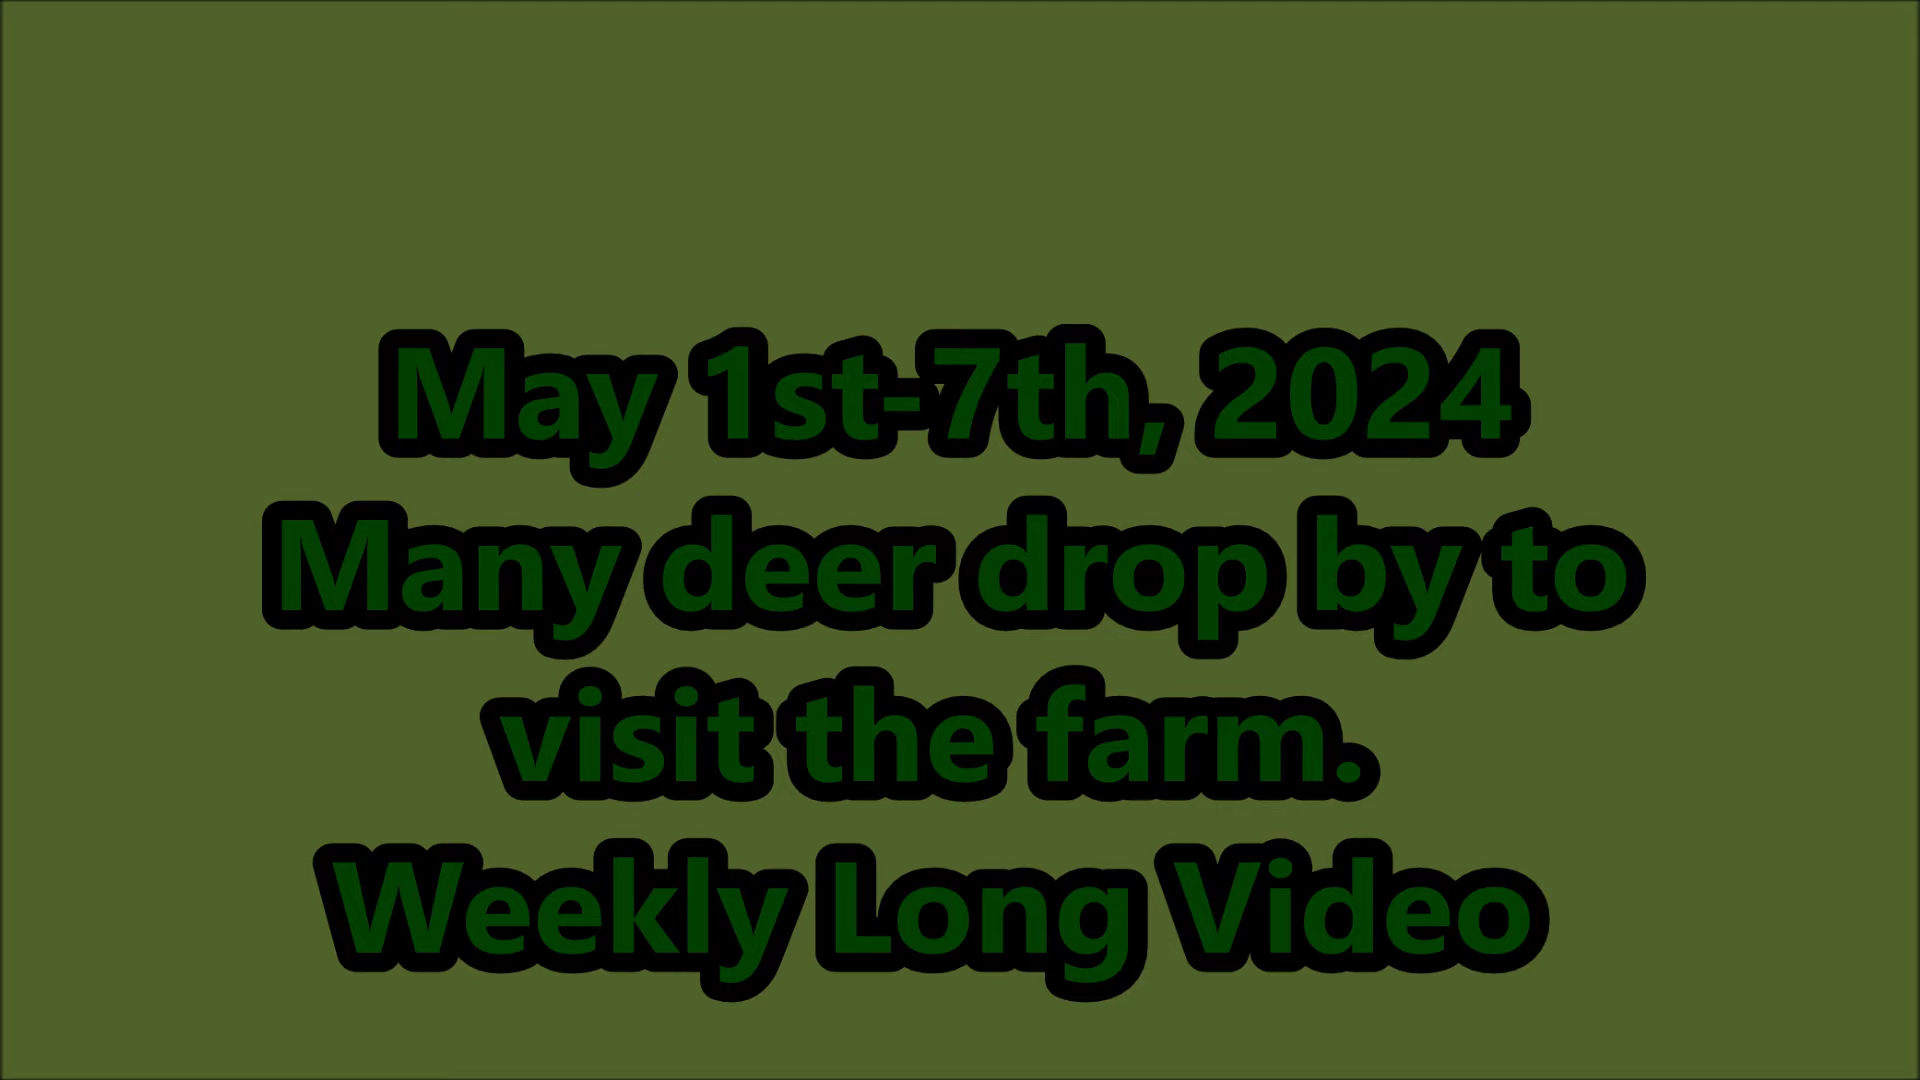 May 1st-7th, 2024
Many deer drop by to
visit the farm.
Weekly Long Video